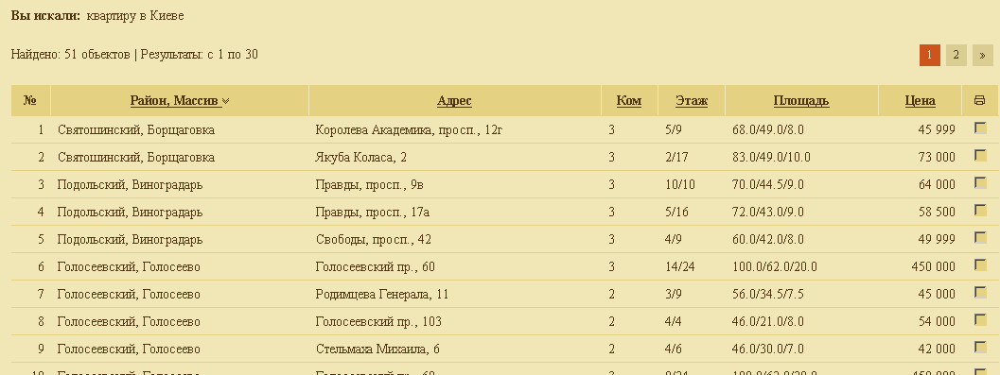 Вы искали: квартиру в Киеве
Найдено: 51 объектов | Результаты: с 1 по 30 1 2 »
№ Район, Массив Адрес Ком Этаж Площадь Цена
1 Святошинский, Борщаговка Королева Академика, просп., 12г 3 5/9 68.0/49.0/8.0 45 999
2 Святошинский, Борщаговка Якуба Коласа, 2 3 2/17 83.0/49.0/10.0 73 000
3 Подольский, Виноградарь Правды, просп., 9в 3 10/10 70.0/44.5/9.0 64 000
4 Подольский, Виноградарь Правды, просп., 17а 3 5/16 72.0/43.0/9.0 58 500
5 Подольский, Виноградарь Свободы, просп., 42 3 4/9 60.0/42.0/8.0 49 999
6 Голосеевский, Голосеево Голосеевский пр., 60 3 14/24 100.0/62.0/20.0 450 000
7 Голосеевский, Голосеево Родимцева Генерала, 11 2 3/9 56.0/34.5/7.5 45 000
8 Голосеевский, Голосеево Голосеевский пр., 103 2 4/4 46.0/21.0/8.0 54 000
9 Голосеевский, Голосеево Стельмаха Михаила, 6 2 4/6 46.0/30.0/7.0 42 000